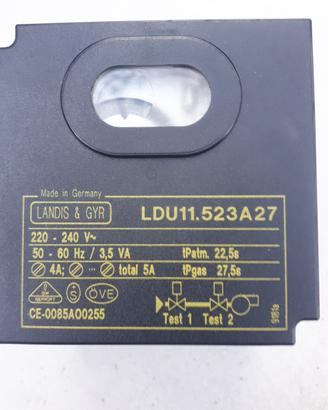 Made in Germany
LANDIS & GYR
LDU11.523A27
220 - 240 V~
50 - 60 Hz / 3,5 VA
tPatm. 22,5s
4A; ... total 5A
tPgas 27,5s
S
ÖVE
CE-0085AO0255
Test 1 Test 2